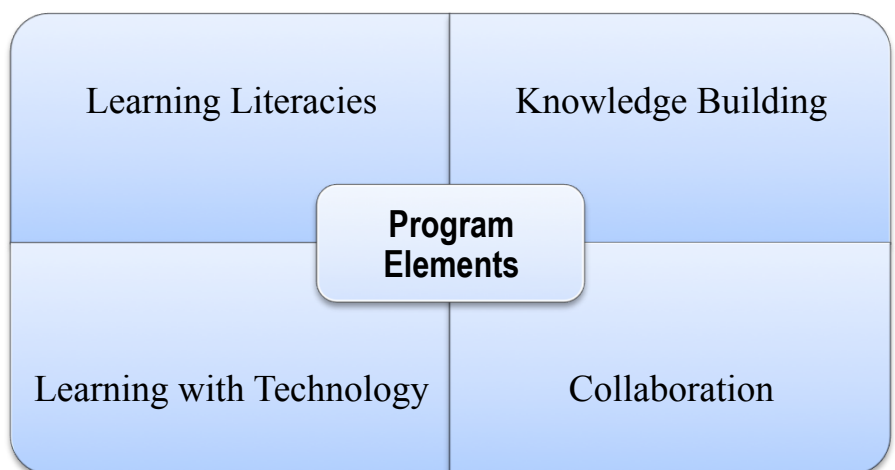 Learning Literacies
Knowledge Building
Program
Elements
Learning with Technology
Collaboration